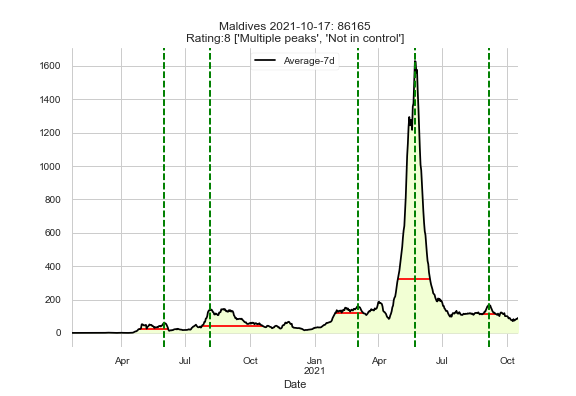 Maldives 2021-10-17: 86165
Rating:8 ['Multiple peaks', 'Not in control']
Average-7d
1600
1400
1200
1000
800
600
400
200
0
Apr
Jul
Oct
Jan
2021
Apr
Jul
Oct
Date